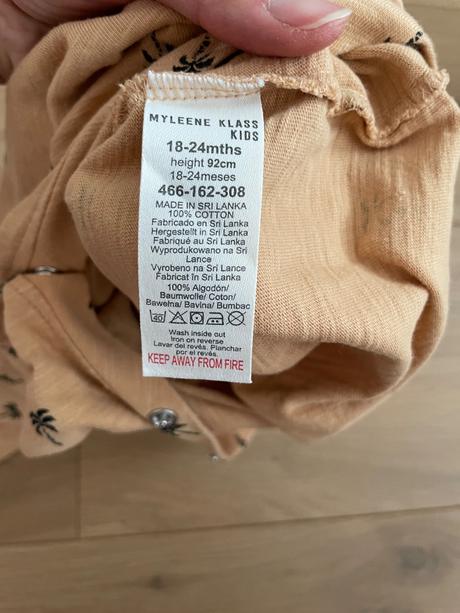 MYLEENE KLASS
KIDS
18-24mths
height 92cm
18-24meses
466-162-308
MADE IN SRI LANKA
100% COTTON
Fabricado en Sri Lanka
Hergestellt in Sri Lanka
Fabriqué au Sri Lanka
Wyprodukowano na Sri
Lance
Vyrobeno na Sri Lance
Fabricat în Sri Lanka
100% Algodón/
Baumwolle/ Coton/
Bawełna/ Bavlna/ Bumbac
40
Wash inside out
Iron on reverse
Lavar del revés. Planchar
por el revés.
KEEP AWAY FROM FIRE